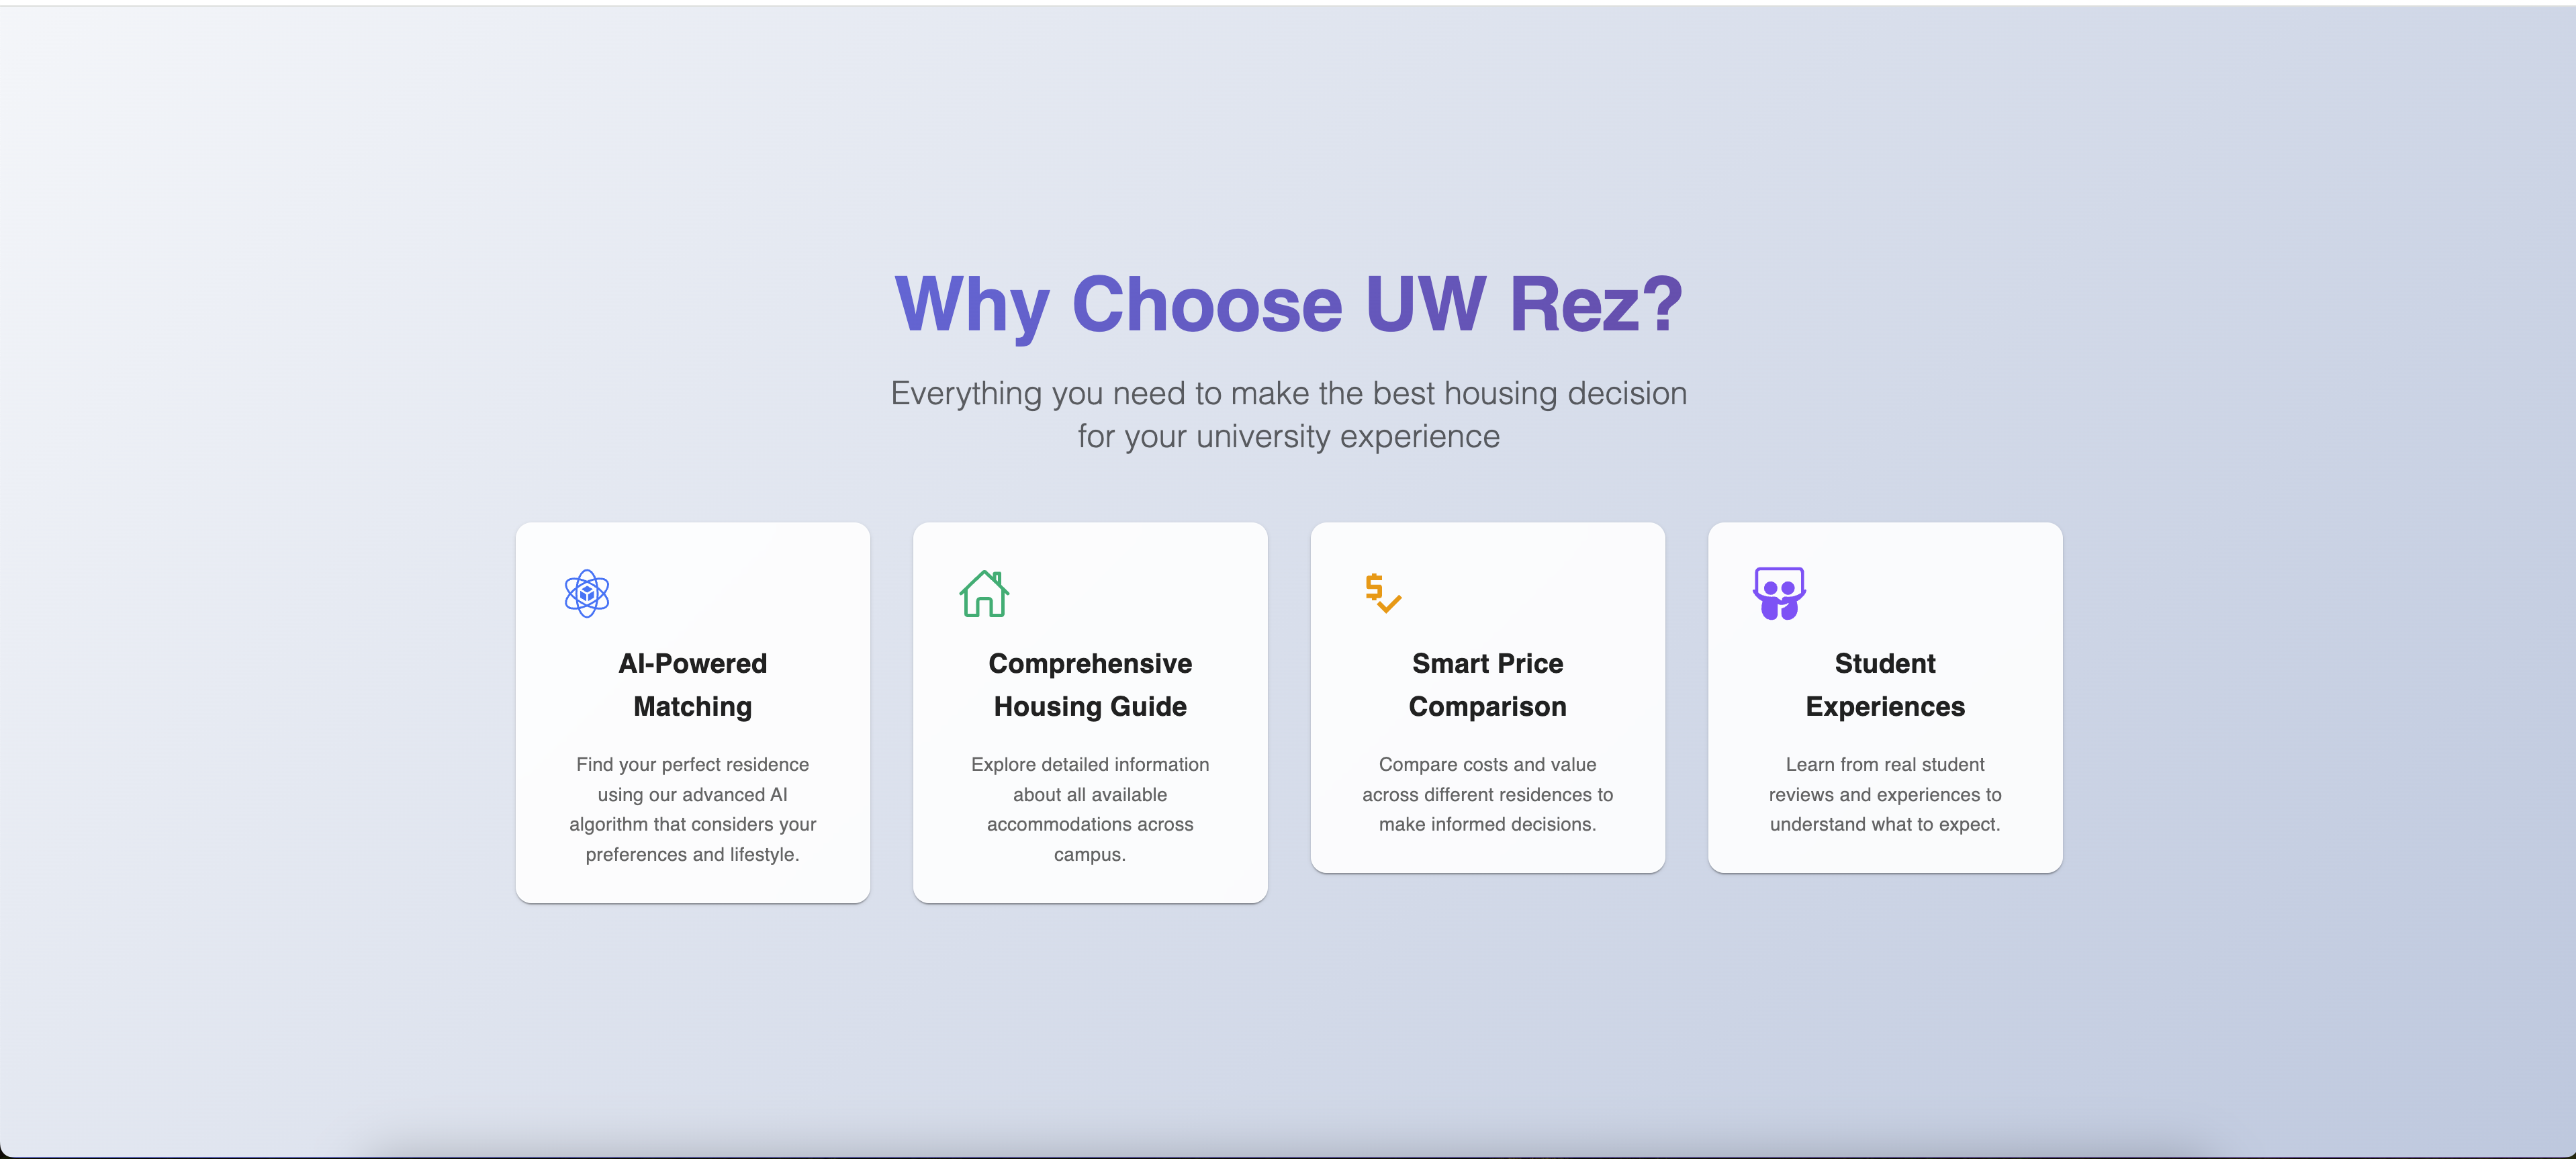 Why Choose UW Rez?
Everything you need to make the best housing decision
for your university experience
AI-Powered
Matching
Find your perfect residence
using our advanced AI
algorithm that considers your
preferences and lifestyle.
Comprehensive
Housing Guide
Explore detailed information
about all available
accommodations across
campus.
Smart Price
Comparison
Compare costs and value
across different residences to
make informed decisions.
Student
Experiences
Learn from real student
reviews and experiences to
understand what to expect.